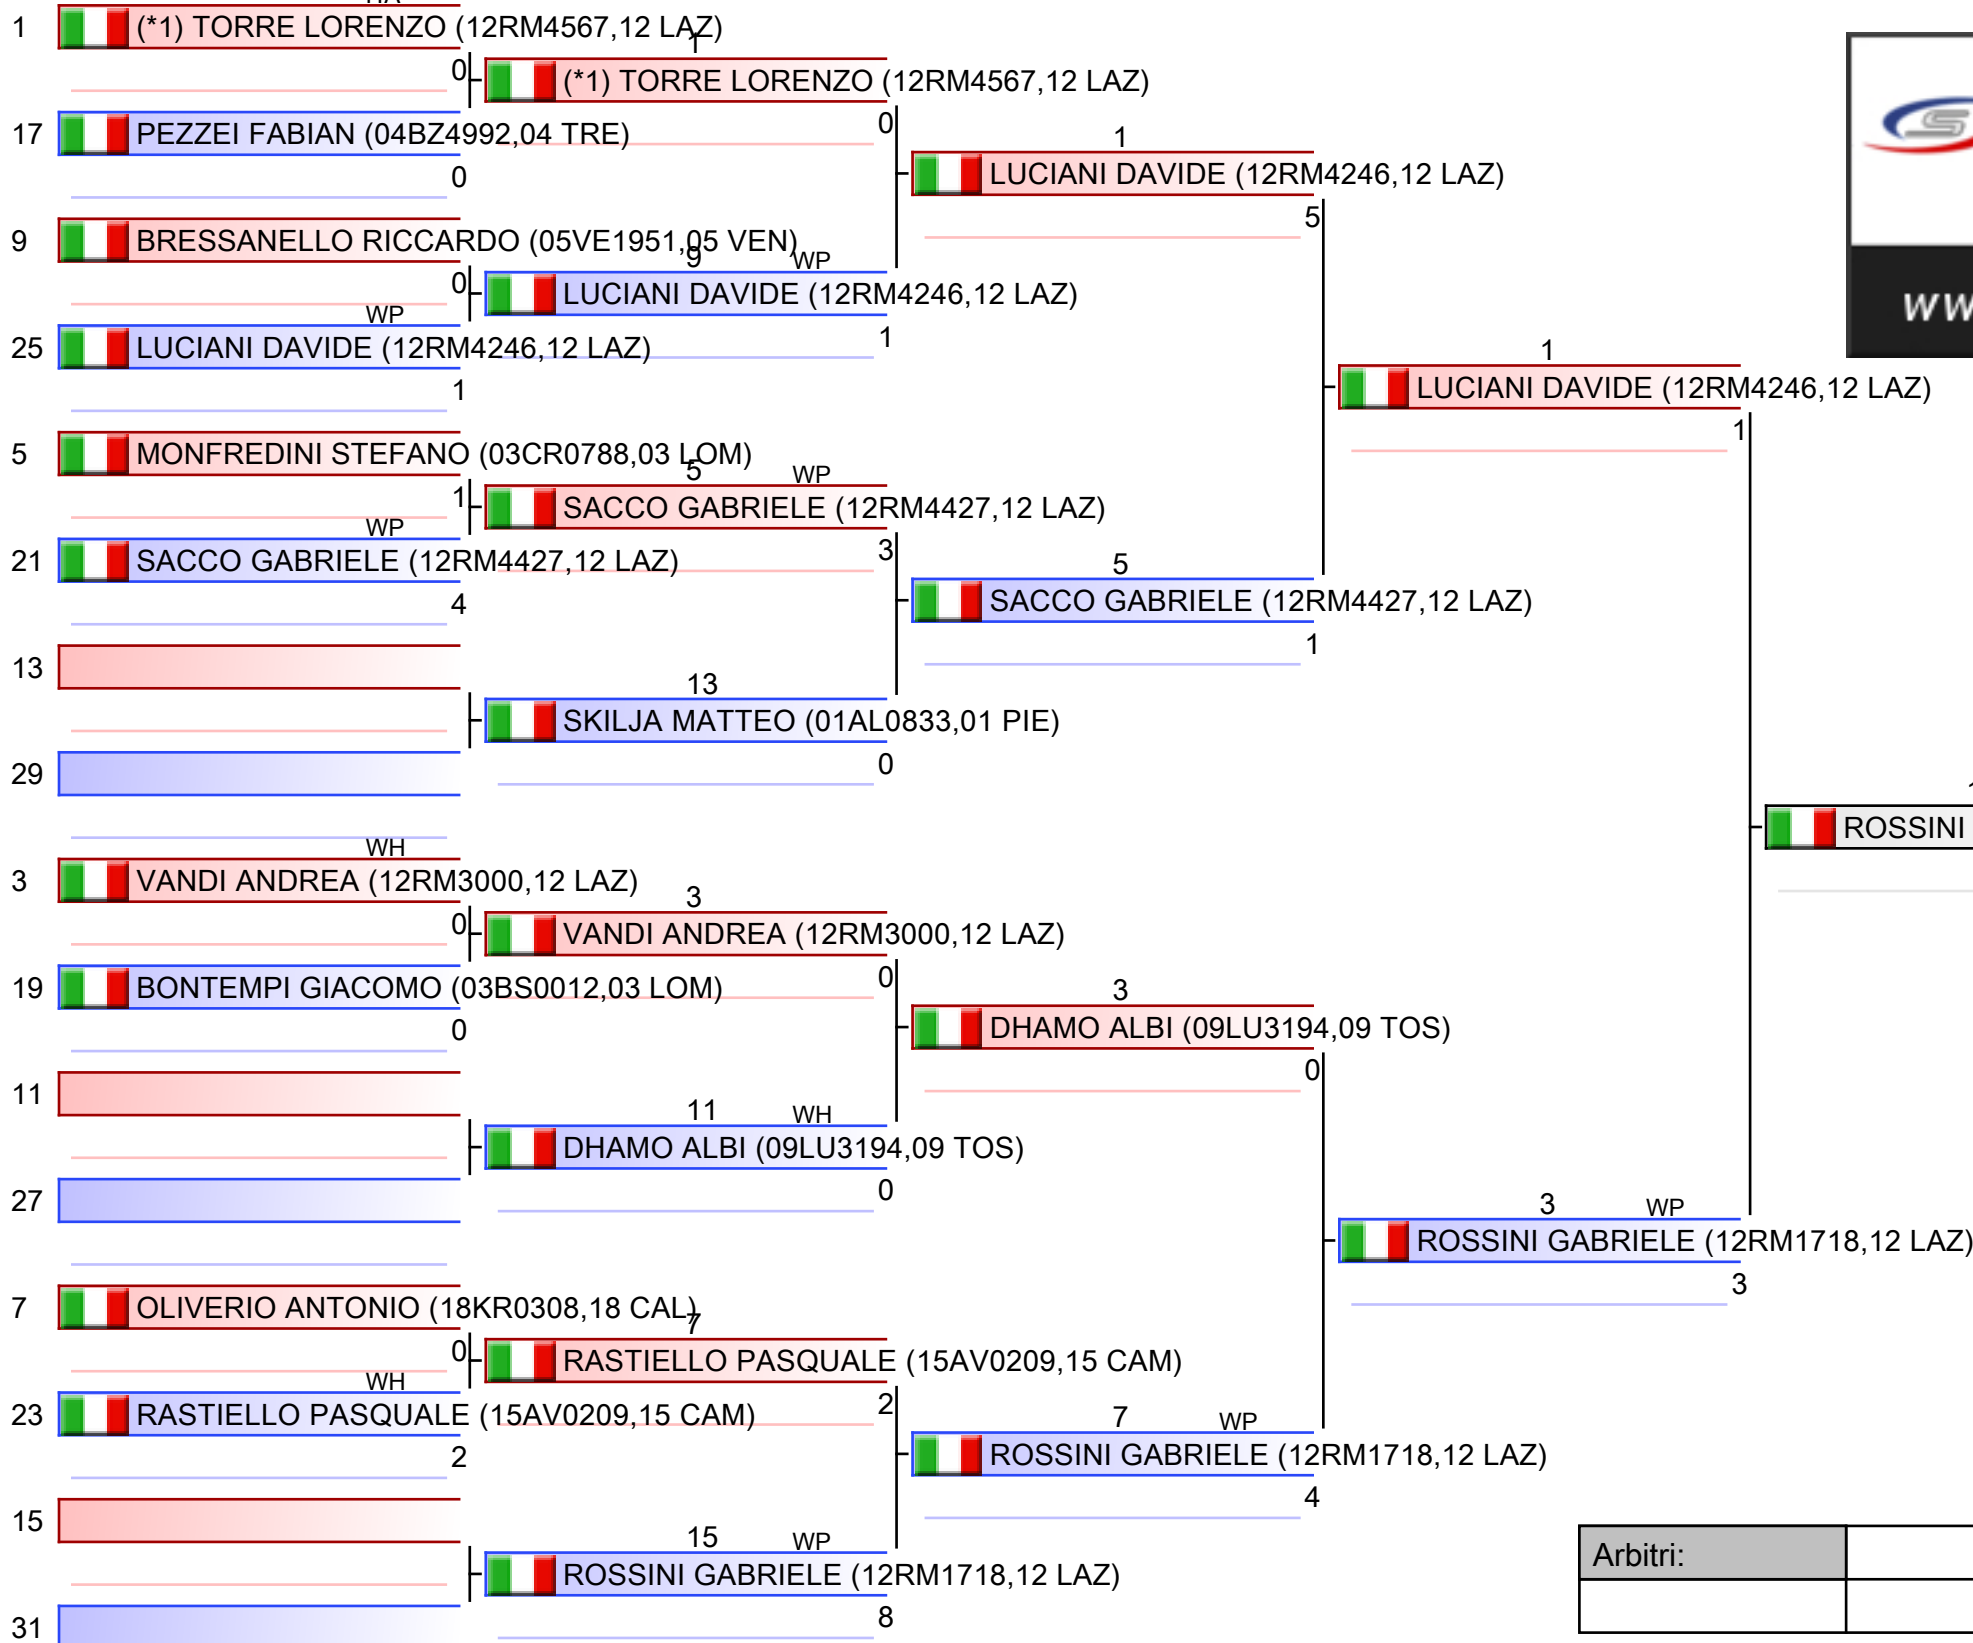 1 (*1) TORRE LORENZO (12RM4567,12 LAZ)
0
1
(*1) TORRE LORENZO (12RM4567,12 LAZ)
0
17 PEZZEI FABIAN (04BZ4992,04 TRE)
0
1
LUCIANI DAVIDE (12RM4246,12 LAZ)
5
9 BRESSANELLO RICCARDO (05VE1951,05 VEN)
0
9 WP
LUCIANI DAVIDE (12RM4246,12 LAZ)
1
WP
25 LUCIANI DAVIDE (12RM4246,12 LAZ)
1
1
LUCIANI DAVIDE (12RM4246,12 LAZ)
1
5 MONFREDINI STEFANO (03CR0788,03 LOM)
1
5 WP
SACCO GABRIELE (12RM4427,12 LAZ)
3
WP
21 SACCO GABRIELE (12RM4427,12 LAZ)
4
5
SACCO GABRIELE (12RM4427,12 LAZ)
1
13
13
SKILJA MATTEO (01AL0833,01 PIE)
0
29
ROSSINI
WH
3 VANDI ANDREA (12RM3000,12 LAZ)
0
3
VANDI ANDREA (12RM3000,12 LAZ)
0
19 BONTEMPI GIACOMO (03BS0012,03 LOM)
0
3
DHAMO ALBI (09LU3194,09 TOS)
0
11
11 WH
DHAMO ALBI (09LU3194,09 TOS)
0
27
3 WP
ROSSINI GABRIELE (12RM1718,12 LAZ)
3
7 OLIVERIO ANTONIO (18KR0308,18 CAL)
0
7
RASTIELLO PASQUALE (15AV0209,15 CAM)
2
WH
23 RASTIELLO PASQUALE (15AV0209,15 CAM)
2
7 WP
ROSSINI GABRIELE (12RM1718,12 LAZ)
4
15
15 WP
ROSSINI GABRIELE (12RM1718,12 LAZ)
8
31
Arbitri: